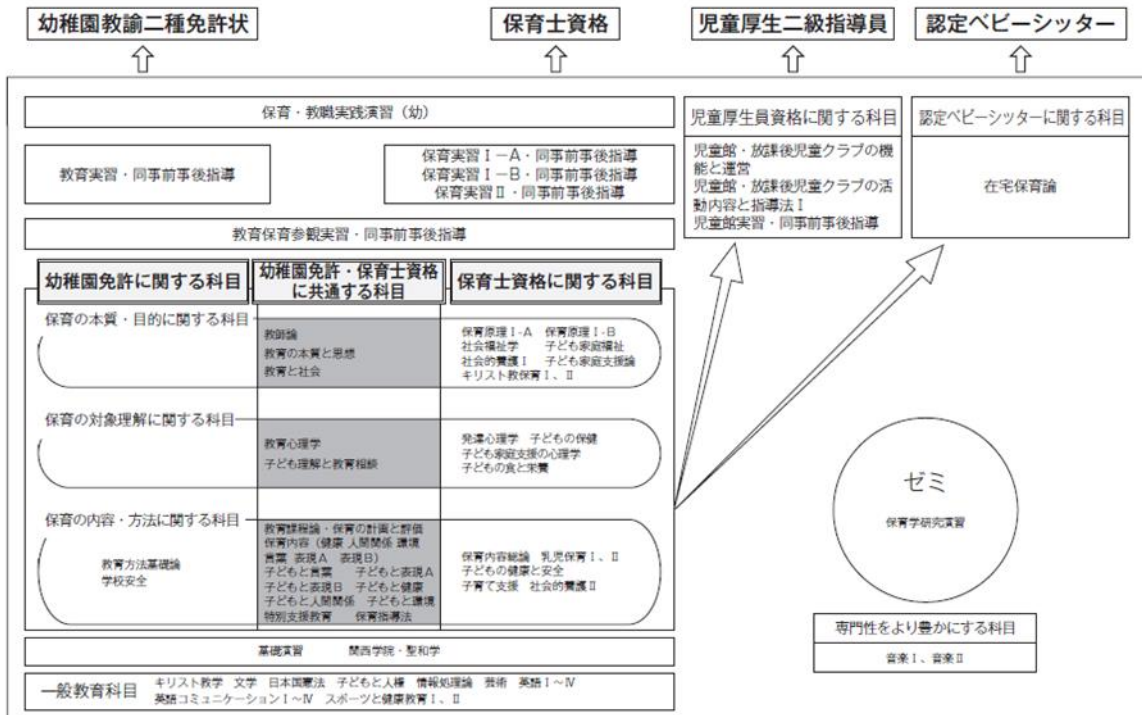 幼稚園教諭二種免許状
保育士資格
児童厚生二級指導員
認定ベビーシッター
保育・教職実践演習（幼）
教育実習・同事前事後指導
保育実習Ⅰ－A・同事前事後指導
保育実習Ⅰ－B・同事前事後指導
保育実習Ⅱ・同事前事後指導
教育保育参観実習・同事前事後指導
児童厚生員資格に関する科目
児童館・放課後児童クラブの機
能と運営
児童館・放課後児童クラブの活
動内容と指導法Ⅰ
児童館実習・同事前事後指導
認定ベビーシッターに関する科目
在宅保育論
幼稚園免許に関する科目
幼稚園免許・保育士資格
に共通する科目
保育士資格に関する科目
保育の本質・目的に関する科目
教師論
教育の本質と思想
教育と社会
保育原理Ⅰ-A　保育原理Ⅰ-B
社会福祉学　子ども家庭福祉
社会的養護Ⅰ　子ども家庭支援論
キリスト教保育Ⅰ、Ⅱ
保育の対象理解に関する科目
教育心理学
子ども理解と教育相談
発達心理学　子どもの保健
子ども家庭支援の心理学
子どもの食と栄養
保育の内容・方法に関する科目
教育方法基礎論
学校安全
教育課程論・保育の計画と評価
保育内容（健康 人間関係 環境
言葉 表現A　表現B）
子どもと言葉　子どもと表現A
子どもと表現B　子どもと健康
子どもと人間関係　子どもと環境
特別支援教育　保育指導法
保育内容総論　乳児保育Ⅰ、Ⅱ
子どもの健康と安全
子育て支援　社会的養護Ⅱ
ゼミ
保育学研究演習
専門性をより豊かにする科目
音楽Ⅰ、音楽Ⅱ
基礎演習　関西学院・聖和学
一般教育科目
キリスト教学　文学　日本国憲法　子どもと人権　情報処理論　芸術　英語Ⅰ～Ⅳ
英語コミュニケーションⅠ～Ⅳ　スポーツと健康教育Ⅰ、Ⅱ